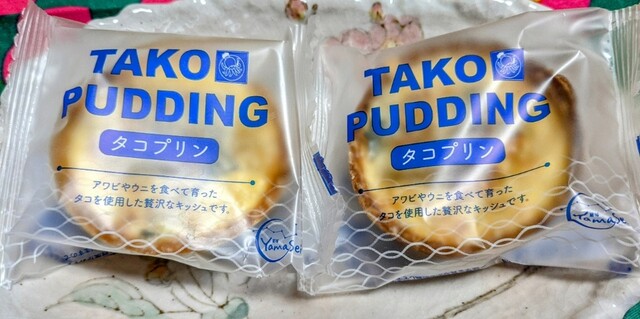 TAKO
PUDDING
タコプリン
アワビやウニを食べて育った
タコを使用した贅沢なキッシュです。
YamaSe
TAKO
PUDDING
タコプリン
アワビやウニを食べて育った
タコを使用した贅沢なキッシュです。
YamaSe